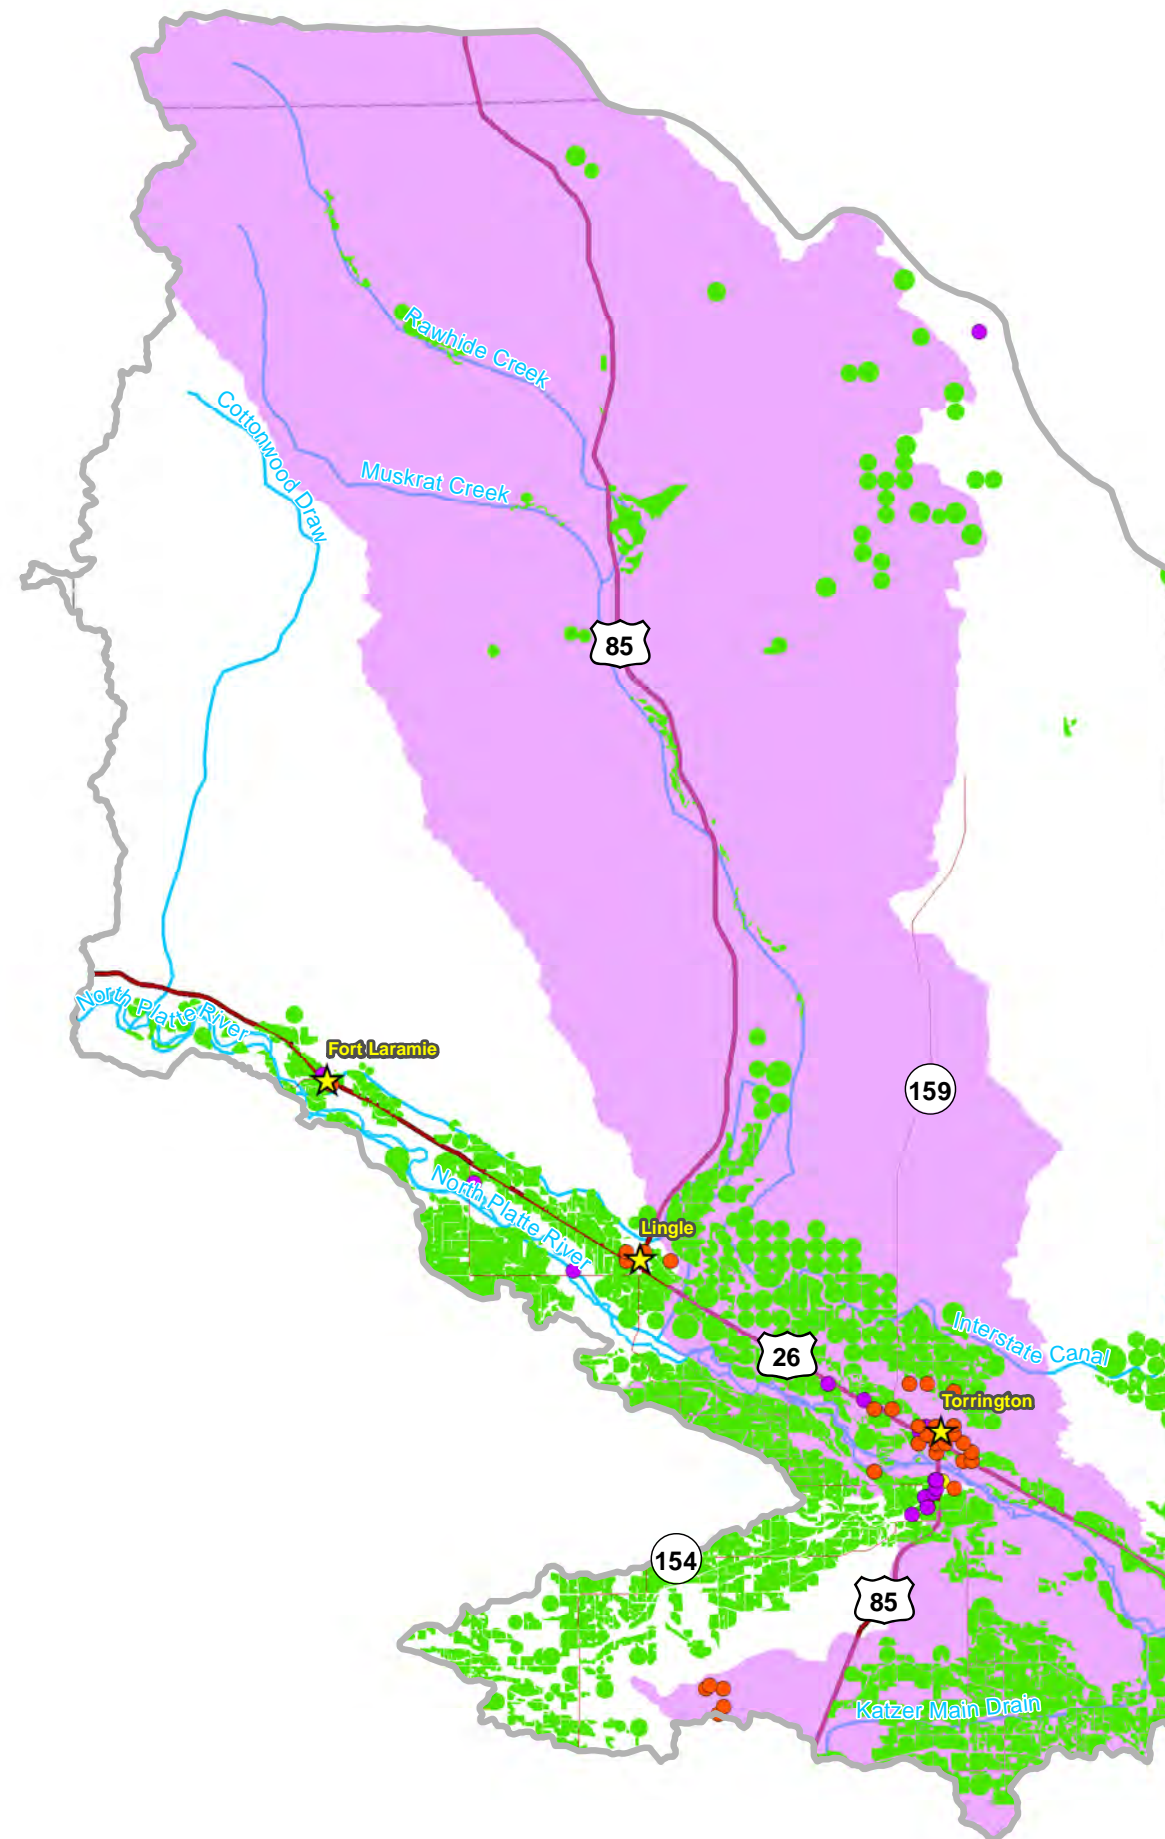 Rawhide Creek
Cottonwood Draw
Muskrat Creek
85
North Platte River
Fort Laramie
159
North Platte River
Lingle
Interstate Canal
26
Torrington
154
85
Katzer Main Drain